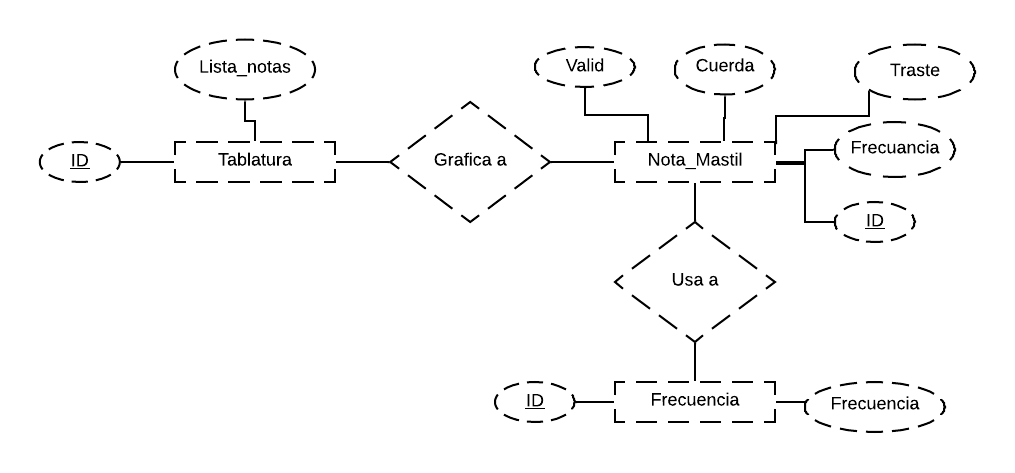 Lista_notas
Valid
Cuerda
Traste
ID
Tablatura
Grafica a
Nota_Mastil
Frecuancia
ID
Usa a
ID
Frecuencia
Frecuencia